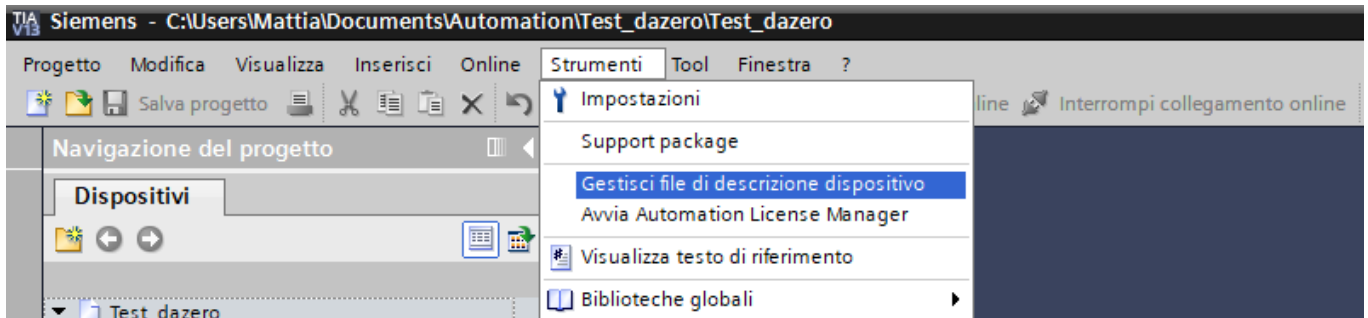 TIA V13 Siemens - C:\Users\Mattia\Documents\Automation\Test_dazero\Test_dazero
Progetto Modifica Visualizza Inserisci Online Strumenti Tool Finestra ?
Salva progetto line Interrompi collegamento online
Impostazioni
Navigazione del progetto
Support package
Gestisci file di descrizione dispositivo
Dispositivi
Avvia Automation License Manager
Visualizza testo di riferimento
Biblioteche globali
Test_dazero